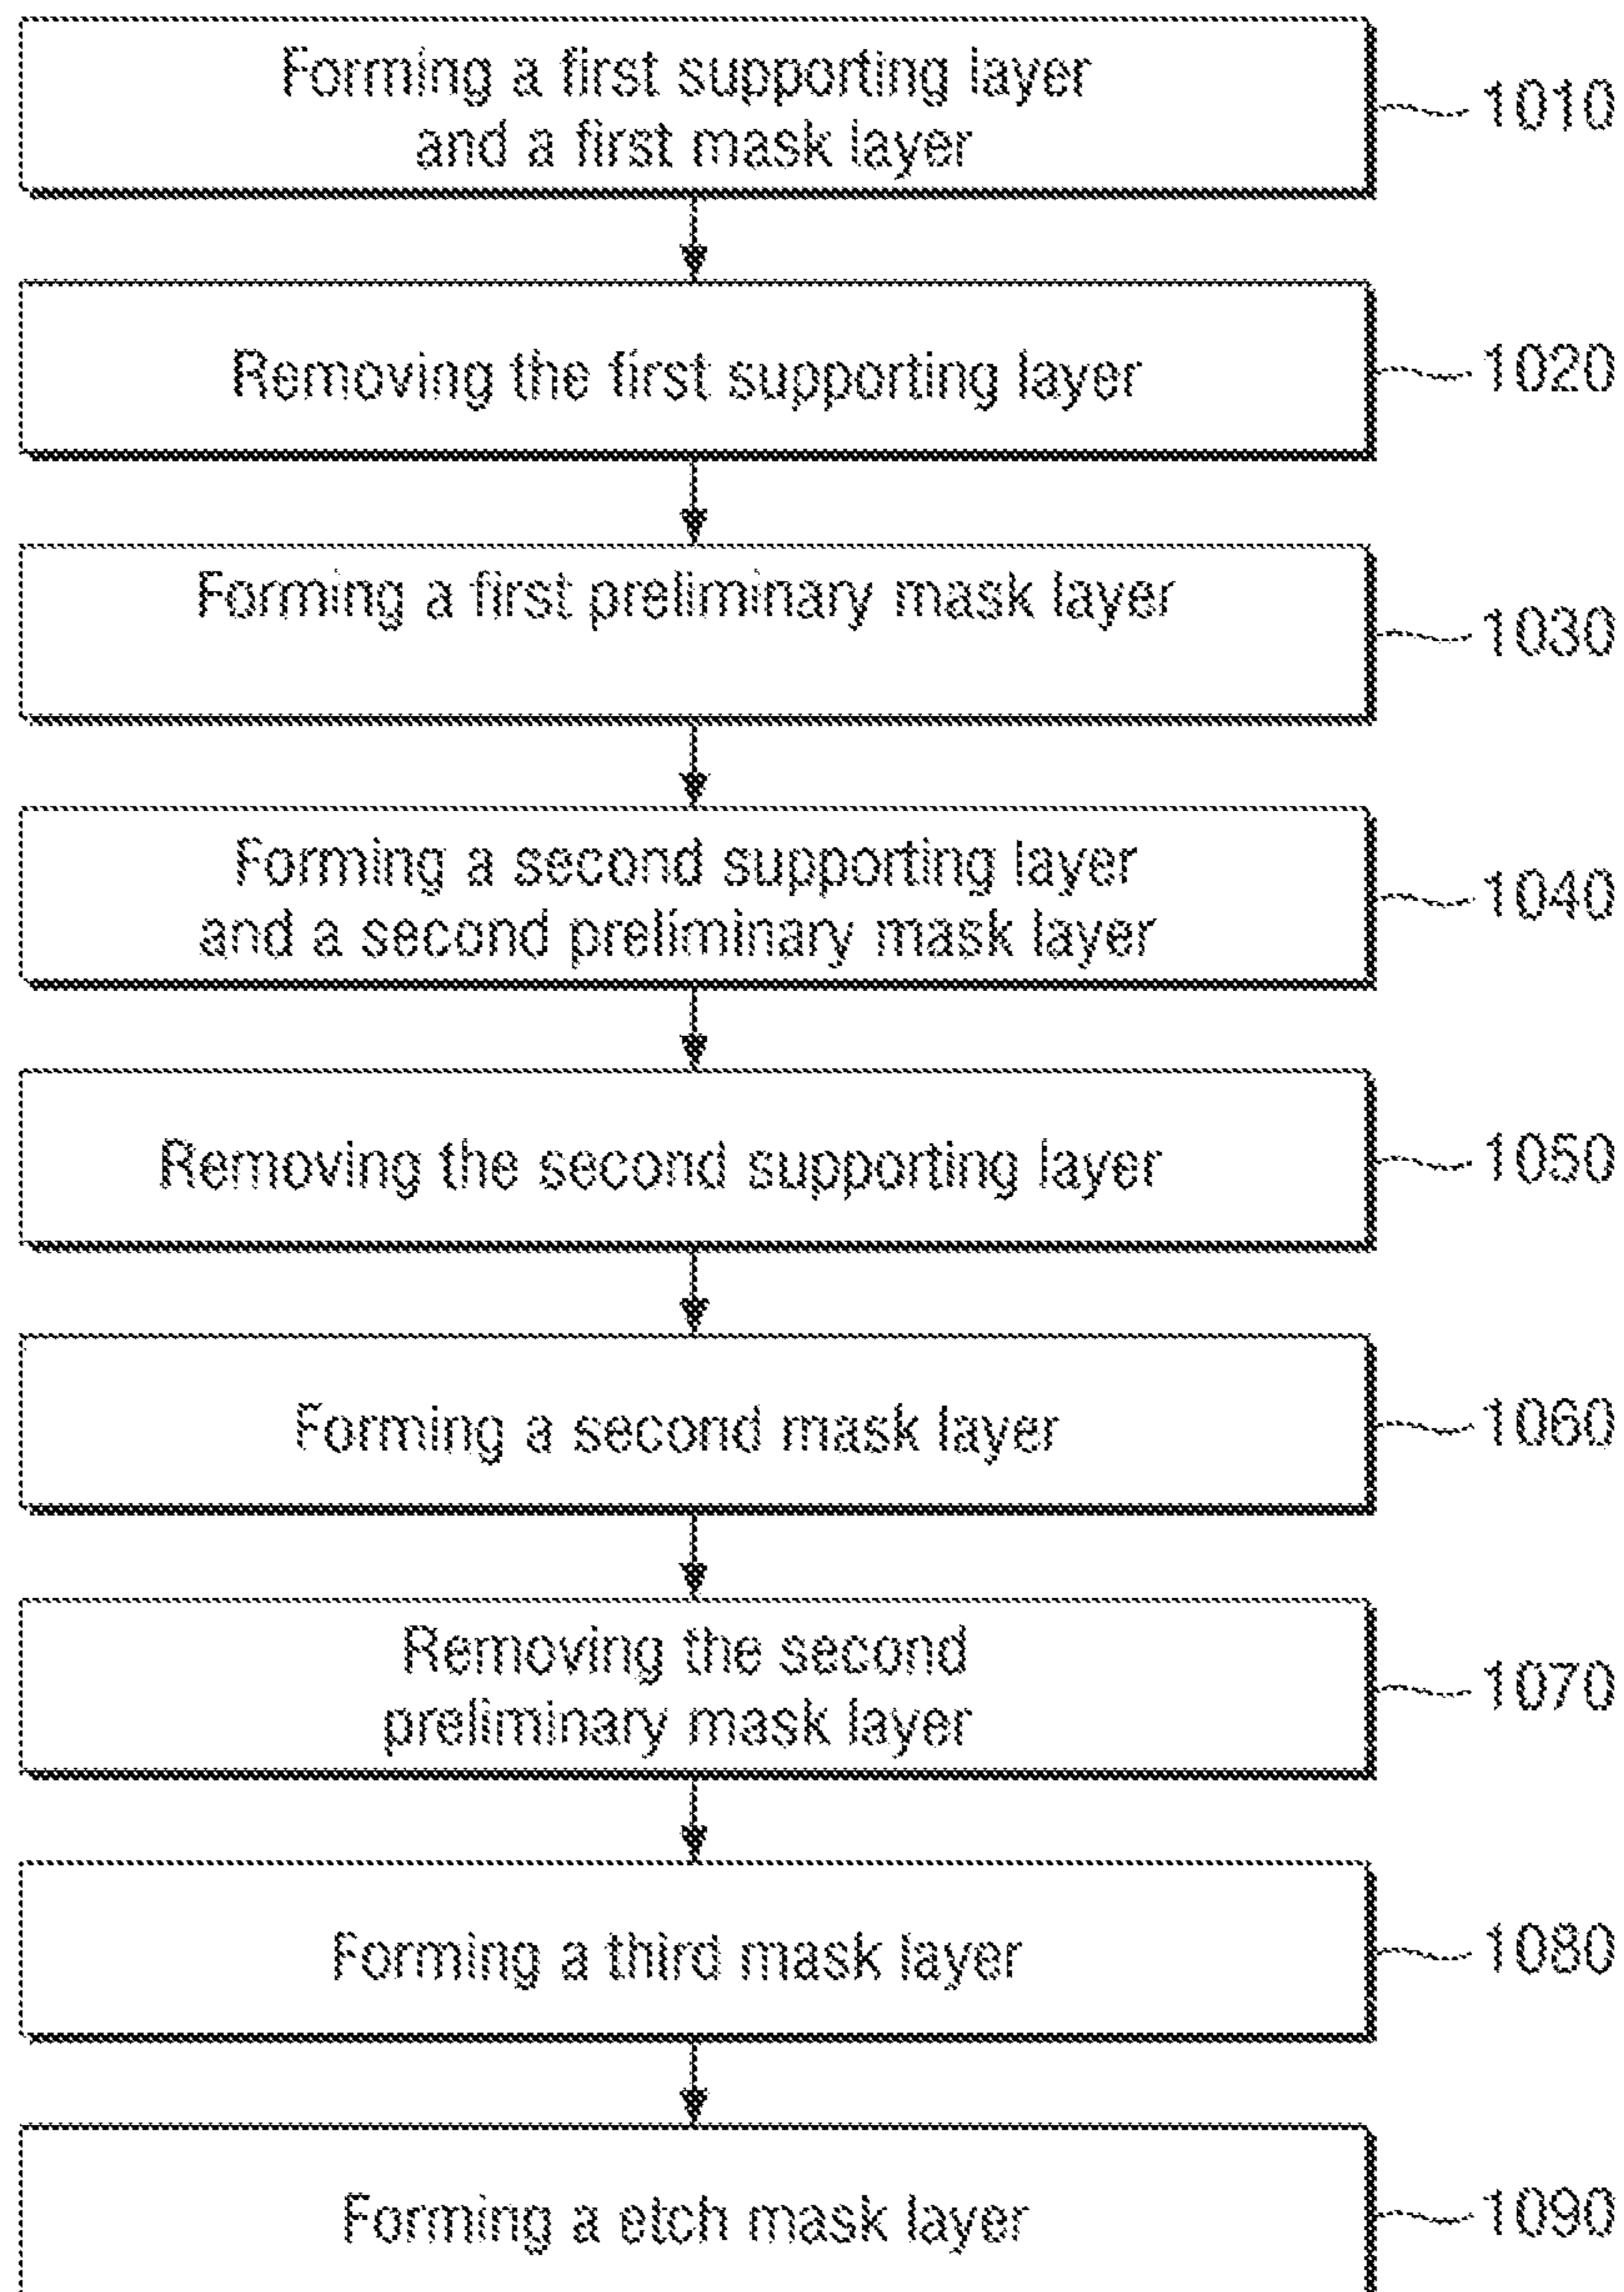 Forming a first supporting layer
and a first mask layer
1010
Removing the first supporting layer
1020
Forming a first preliminary mask layer
1030
Forming a second supporting layer
and a second preliminary mask layer
1040
Removing the second supporting layer
1050
Forming a second mask layer
1060
Removing the second
preliminary mask layer
1070
Forming a third mask layer
1080
Forming a etch mask layer
1090